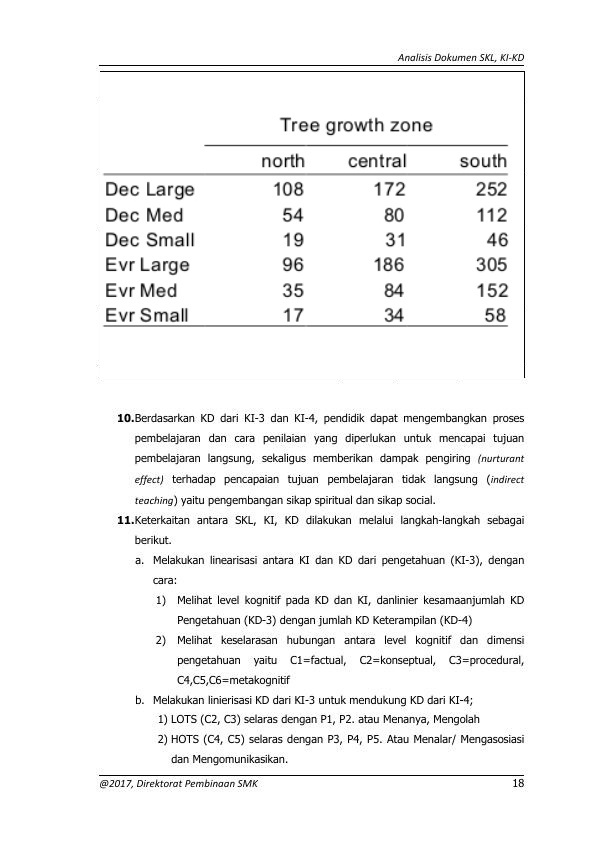 Analisis Dokumen SKL, KI-KD
Tree growth zone
north central south
Dec Large 108 172 252
Dec Med 54 80 112
Dec Small 19 31 46
Evr Large 96 186 305
Evr Med 35 84 152
Evr Small 17 34 58
10.Berdasarkan KD dari KI-3 dan KI-4, pendidik dapat mengembangkan proses
pembelajaran dan cara penilaian yang diperlukan untuk mencapai tujuan
pembelajaran langsung, sekaligus memberikan dampak pengiring (nurturant
effect) terhadap pencapaian tujuan pembelajaran tidak langsung (indirect
teaching) yaitu pengembangan sikap spiritual dan sikap social.
11.Keterkaitan antara SKL, KI, KD dilakukan melalui langkah-langkah sebagai
berikut.
a. Melakukan linearisasi antara KI dan KD dari pengetahuan (KI-3), dengan
cara:
1) Melihat level kognitif pada KD dan KI, danlinier kesamaanjumlah KD
Pengetahuan (KD-3) dengan jumlah KD Keterampilan (KD-4)
2) Melihat keselarasan hubungan antara level kognitif dan dimensi
pengetahuan yaitu C1=factual, C2=konseptual, C3=procedural,
C4,C5,C6=metakognitif
b. Melakukan linierisasi KD dari KI-3 untuk mendukung KD dari KI-4;
1) LOTS (C2, C3) selaras dengan P1, P2. atau Menanya, Mengolah
2) HOTS (C4, C5) selaras dengan P3, P4, P5. Atau Menalar/ Mengasosiasi
dan Mengomunikasikan.
@2017, Direktorat Pembinaan SMK 18